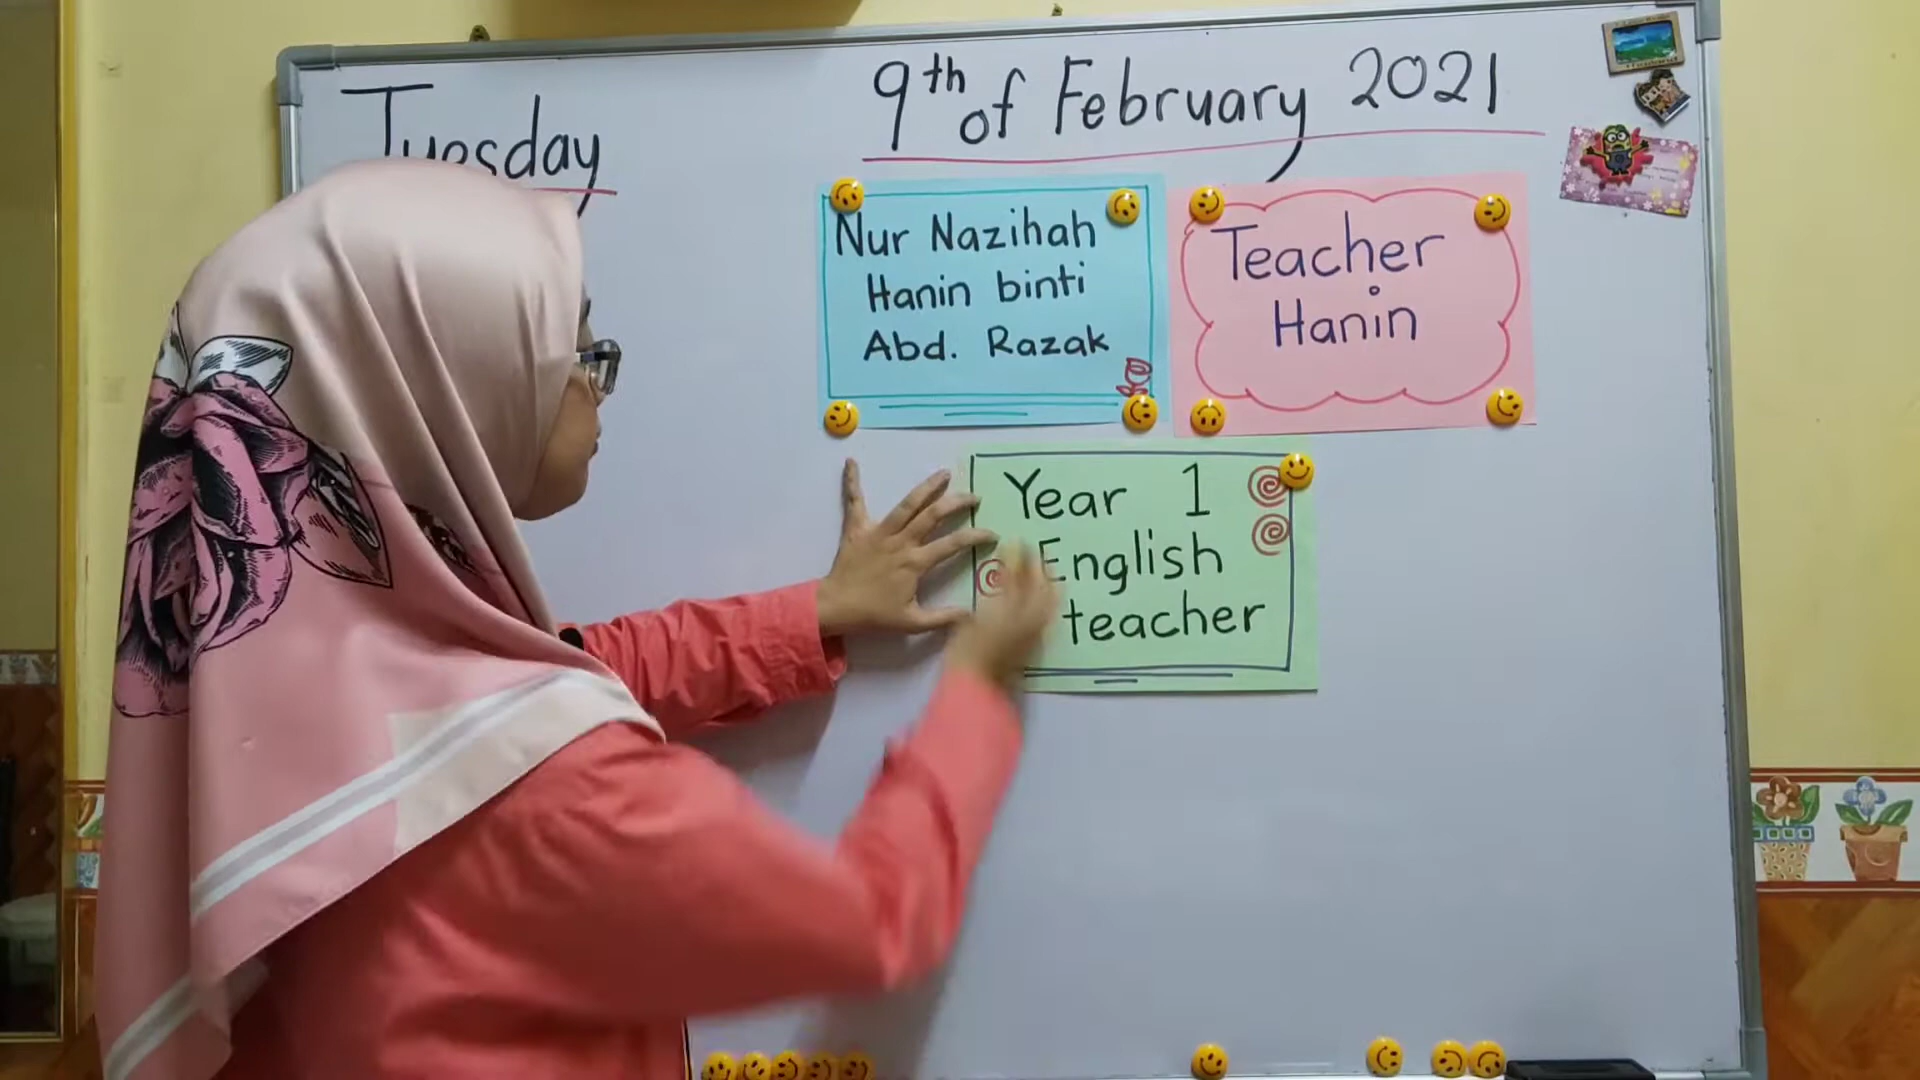 Tuesday
9th of February 2021
Nur Nazihah
Hanin binti
Abd. Razak
Teacher
Hanin
Year 1
English
teacher